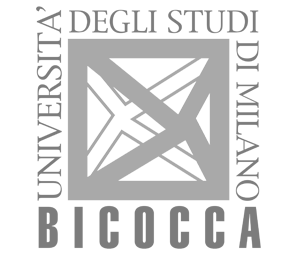 UNIVERSITA'
DEGLI STUDI
DI MILANO
BICOCCA